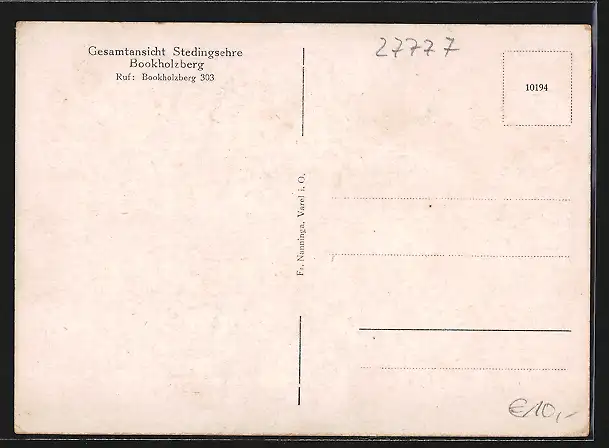 Gesamtansicht Stedingsehre
Bookholzberg
Ruf: Bookholzberg 303
27777
10194
Fr. Nanninga, Varel i. O.
€10,-